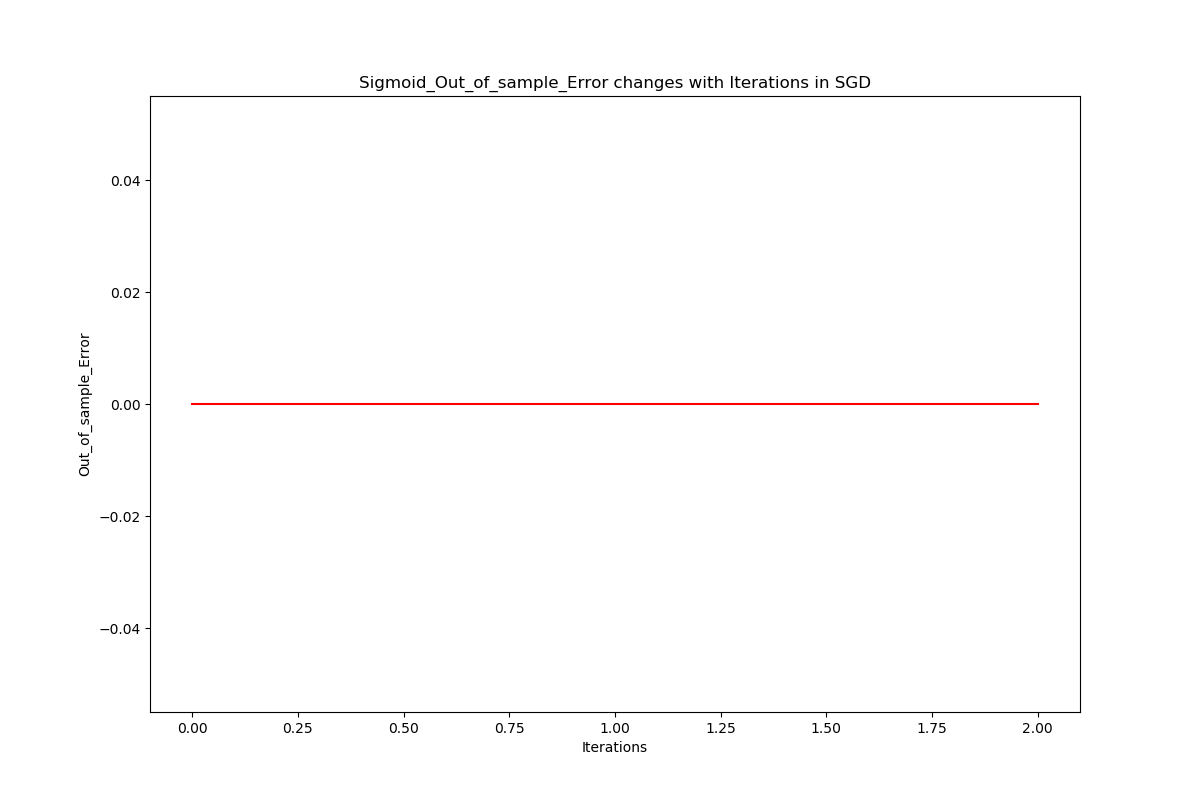 Sigmoid_Out_of_sample_Error changes with Iterations in SGD
Out_of_sample_Error
0.04
0.02
0.00
−0.02
−0.04
0.00 0.25 0.50 0.75 1.00 1.25 1.50 1.75 2.00
Iterations